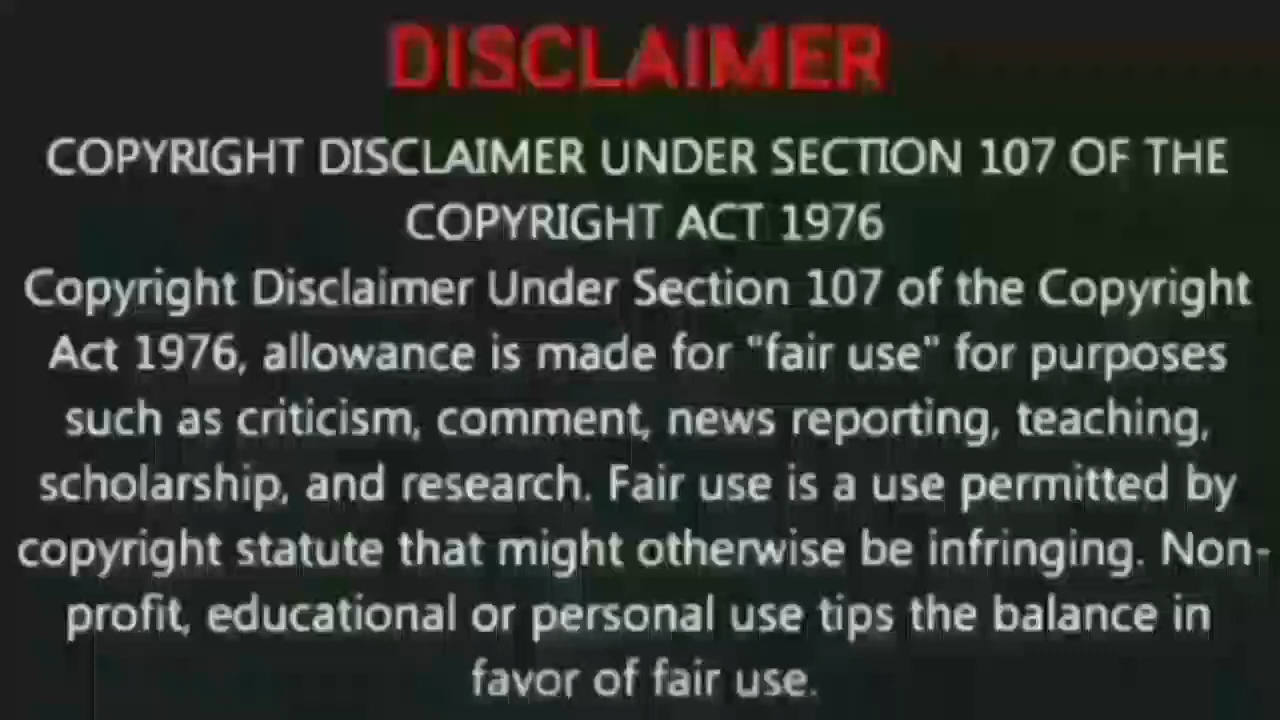 DISCLAIMER
COPYRIGHT DISCLAIMER UNDER SECTION 107 OF THE
COPYRIGHT ACT 1976
Copyright Disclaimer Under Section 107 of the Copyright
Act 1976, allowance is made for "fair use" for purposes
such as criticism, comment, news reporting, teaching,
scholarship, and research. Fair use is a use permitted by
copyright statute that might otherwise be infringing. Non-
profit, educational or personal use tips the balance in
favor of fair use.